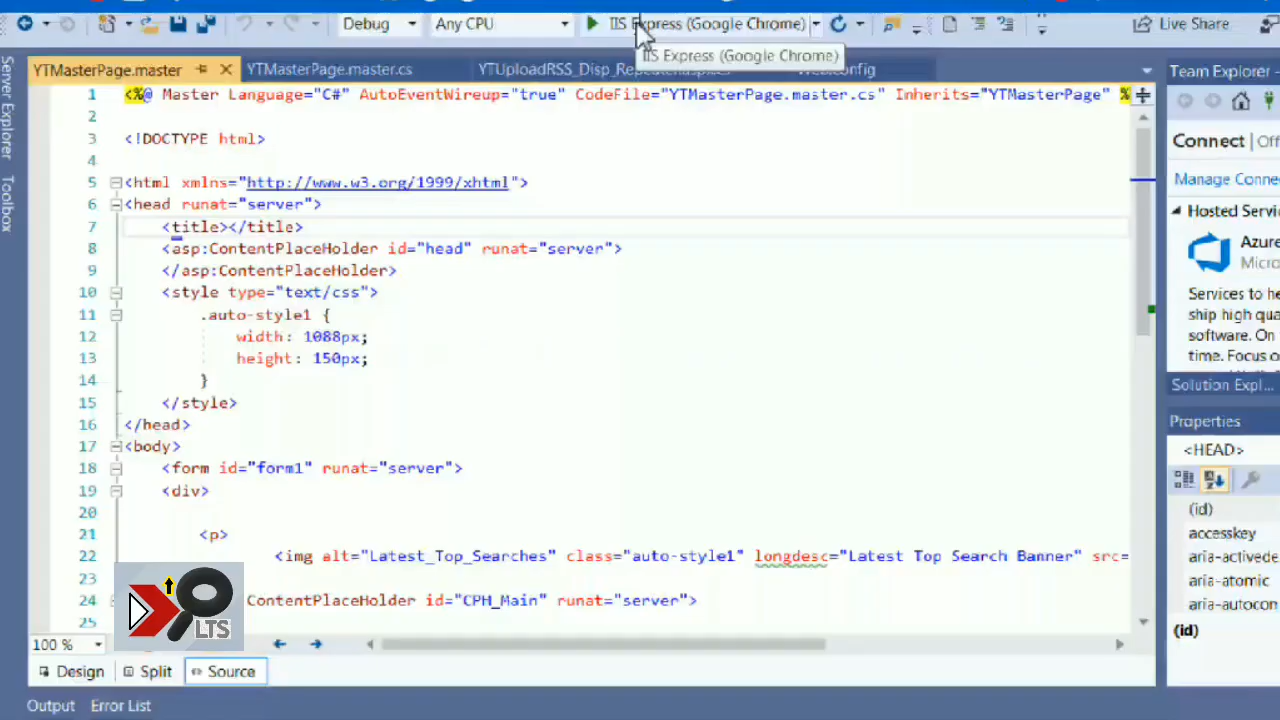 Debug Any CPU IIS Express (Google Chrome) Live Share
IIS Express (Google Chrome)
YTMasterPage.master YTMasterPage.master.cs
Server Explorer
Toolbox
1 <%@ Master Language="C#" AutoEventWireup="true" CodeFile="YTMasterPage.master.cs" Inherits="YTMasterPage" %
2
3 <!DOCTYPE html>
4
5 <html xmlns="http://www.w3.org/1999/xhtml">
6 <head runat="server">
7 <title></title>
8 <asp:ContentPlaceHolder id="head" runat="server">
9 </asp:ContentPlaceHolder>
10 <style type="text/css">
11 .auto-style1 {
12 width: 1088px;
13 height: 150px;
14 }
15 </style>
16 </head>
17 <body>
18 <form id="form1" runat="server">
19 <div>
20
21 <p>
22 <img alt="Latest_Top_Searches" class="auto-style1" longdesc="Latest Top Search Banner" src=
23
24 ContentPlaceHolder id="CPH_Main" runat="server">
25
LTS
100 %
Design Split Source
Output Error List
Team Explorer -
Connect | Off
Manage Conne
Hosted Servi
Azure
Micro
Services to he
ship high qua
software. On
time. Focus o
Solution Expl...
Properties
<HEAD>
(id)
accesskey
aria-activede
aria-atomic
aria-autocon
(id)